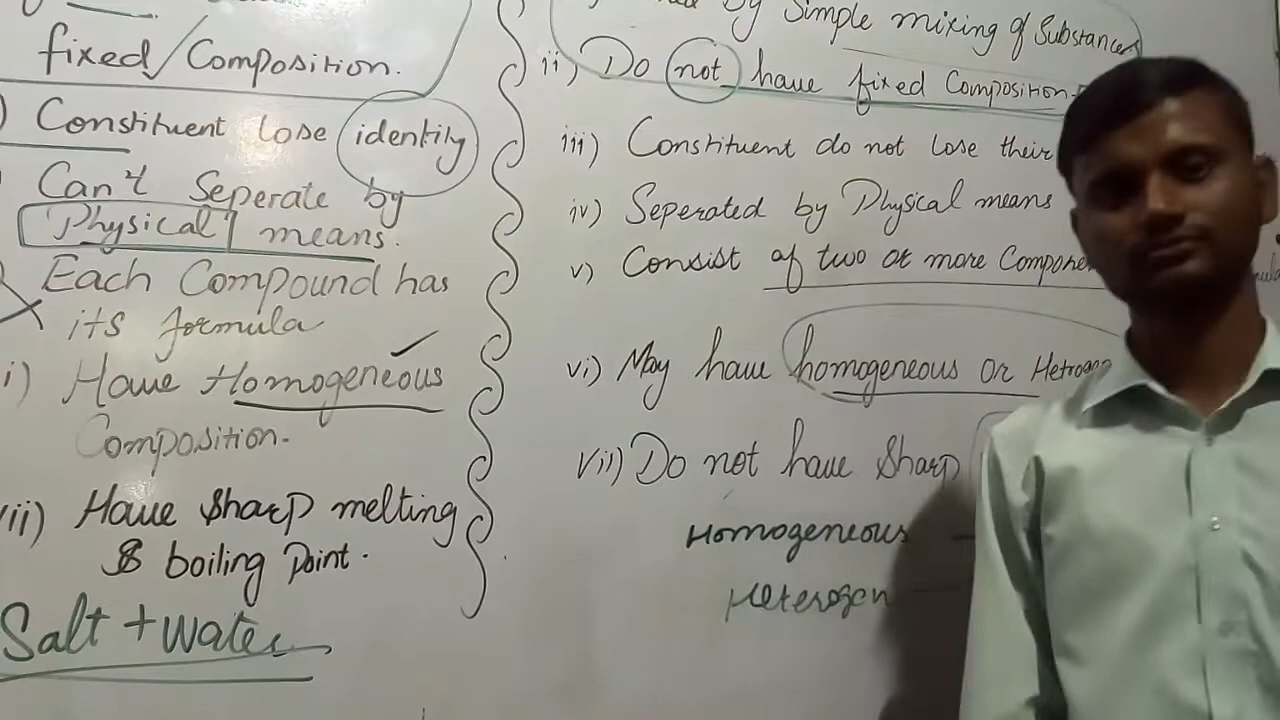 fixed/Composition.
Constituent lose identity
Can't Seperate by
Physical means.
Each Compound has
its formula
i) Have Homogeneous
Composition.
ii) Have Sharp melting
& boiling Point.
Salt + water
by Simple mixing of Substances
ii) Do not have fixed Composition.
iii) Constituent do not lose their
iv) Seperated by Physical means
v) Consist of two or more Componen
vi) May have homogeneous or Hetrogen
vii) Do not have Sharp
Homogeneous
Heterogen